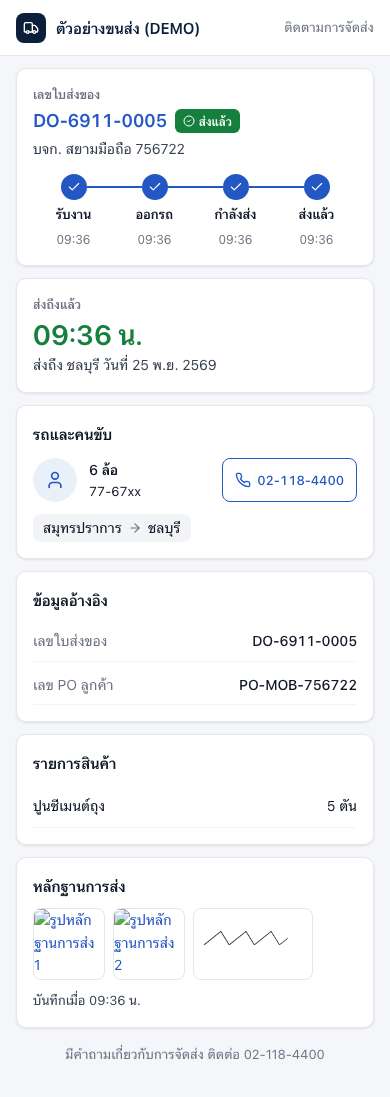 ตัวอย่างขนส่ง (DEMO)
ติดตามการจัดส่ง
เลขใบส่งของ
DO-6911-0005 ส่งแล้ว
บจก. สยามมือถือ 756722
รับงาน ออกรถ กำลังส่ง ส่งแล้ว
09:36 09:36 09:36 09:36
ส่งถึงแล้ว
09:36 น.
ส่งถึง ชลบุรี วันที่ 25 พ.ย. 2569
รถและคนขับ
6 ล้อ
77-67xx
02-118-4400
สมุทรปราการ → ชลบุรี
ข้อมูลอ้างอิง
เลขใบส่งของ DO-6911-0005
เลข PO ลูกค้า PO-MOB-756722
รายการสินค้า
ปูนซีเมนต์ถุง 5 ตัน
หลักฐานการส่ง
รูปหลักฐานการส่ง 1
รูปหลักฐานการส่ง 2
บันทึกเมื่อ 09:36 น.
มีคำถามเกี่ยวกับการจัดส่ง ติดต่อ 02-118-4400